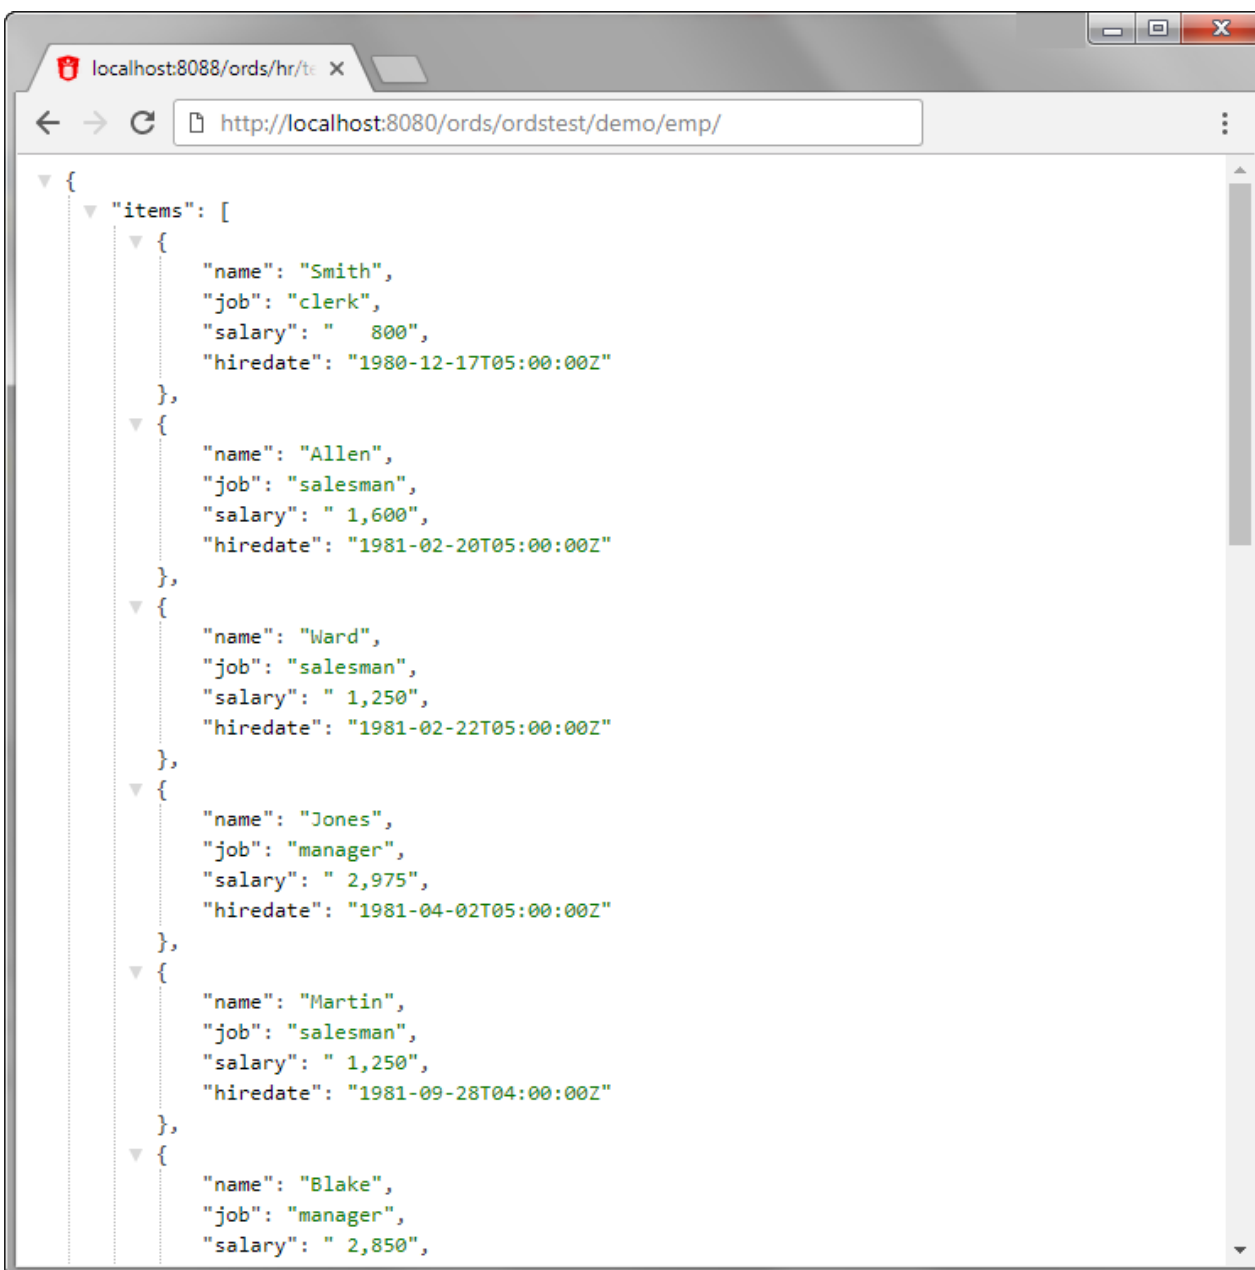 localhost:8088/ords/hr/te
http://localhost:8080/ords/ordstest/demo/emp/
{
"items": [
{
"name": "Smith",
"job": "clerk",
"salary": "   800",
"hiredate": "1980-12-17T05:00:00Z"
},
{
"name": "Allen",
"job": "salesman",
"salary": " 1,600",
"hiredate": "1981-02-20T05:00:00Z"
},
{
"name": "Ward",
"job": "salesman",
"salary": " 1,250",
"hiredate": "1981-02-22T05:00:00Z"
},
{
"name": "Jones",
"job": "manager",
"salary": " 2,975",
"hiredate": "1981-04-02T05:00:00Z"
},
{
"name": "Martin",
"job": "salesman",
"salary": " 1,250",
"hiredate": "1981-09-28T04:00:00Z"
},
{
"name": "Blake",
"job": "manager",
"salary": " 2,850",